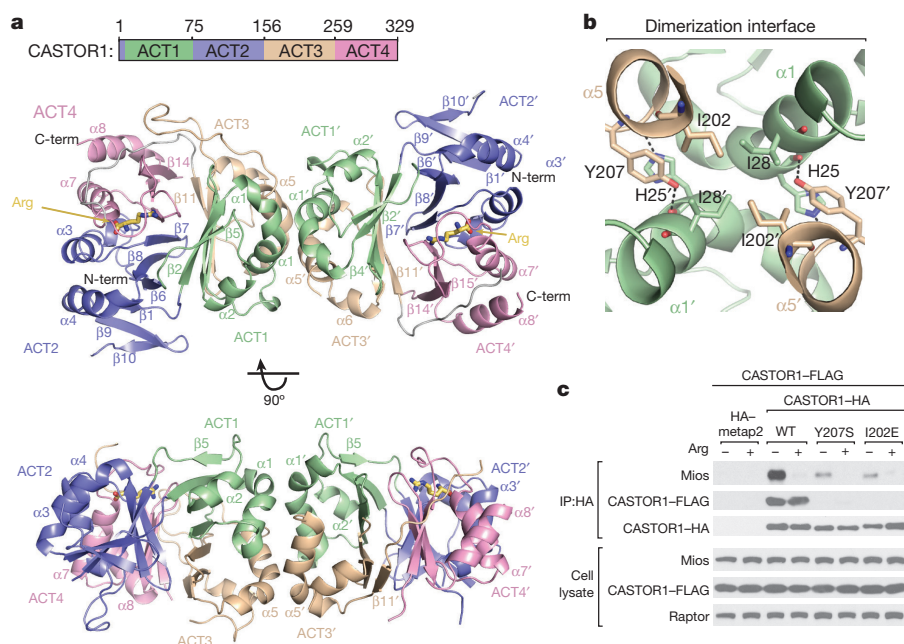 a
1 75 156 259 329
CASTOR1: ACT1 ACT2 ACT3 ACT4
ACT4
C-term
α8
β14
α7
β11
Arg
α3
β7
β8
β2
N-term
β6
β1
α4
β9
β10
ACT2
ACT3
α5
α1
β5
α1
α2
ACT1
ACT1′
α2′
α1′
β2′
β4′
α5′
α6
ACT3′
β10′
ACT2′
β9′
α4′
β6′
α3′
β1′
N-term
β8′
β7′
Arg
β11′
β15′
α7′
β14′
C-term
α8′
ACT4′
90º
ACT1
β5
ACT2
α4
α1
α2
α3
α7
ACT4
α8
ACT3
α5
ACT1′
α1′
β5
α2′
α5′
ACT3′
β11′
ACT2′
α3′
α8′
α7′
ACT4′
b
Dimerization interface
α5
α1
I202
Y207
I28
H25
H25′
I28′
Y207′
I202′
α1′
α5′
c
CASTOR1–FLAG
CASTOR1–HA
HA–
metap2 WT Y207S I202E
Arg – + – + – + – +
IP:HA
Mios
CASTOR1–FLAG
CASTOR1–HA
Cell
lysate
Mios
CASTOR1–FLAG
Raptor